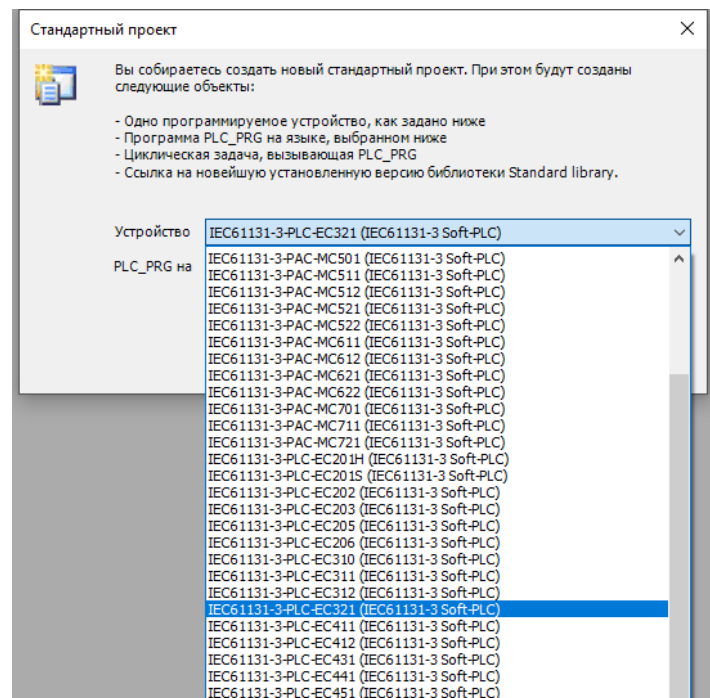 Стандартный проект
Вы собираетесь создать новый стандартный проект. При этом будут созданы
следующие объекты:
- Одно программируемое устройство, как задано ниже
- Программа PLC_PRG на языке, выбранном ниже
- Циклическая задача, вызывающая PLC_PRG
- Ссылка на новейшую установленную версию библиотеки Standard library.
Устройство IEC61131-3-PLC-EC321 (IEC61131-3 Soft-PLC)
PLC_PRG на
IEC61131-3-PAC-MC501 (IEC61131-3 Soft-PLC)
IEC61131-3-PAC-MC511 (IEC61131-3 Soft-PLC)
IEC61131-3-PAC-MC512 (IEC61131-3 Soft-PLC)
IEC61131-3-PAC-MC521 (IEC61131-3 Soft-PLC)
IEC61131-3-PAC-MC522 (IEC61131-3 Soft-PLC)
IEC61131-3-PAC-MC611 (IEC61131-3 Soft-PLC)
IEC61131-3-PAC-MC612 (IEC61131-3 Soft-PLC)
IEC61131-3-PAC-MC621 (IEC61131-3 Soft-PLC)
IEC61131-3-PAC-MC622 (IEC61131-3 Soft-PLC)
IEC61131-3-PAC-MC701 (IEC61131-3 Soft-PLC)
IEC61131-3-PAC-MC711 (IEC61131-3 Soft-PLC)
IEC61131-3-PAC-MC721 (IEC61131-3 Soft-PLC)
IEC61131-3-PLC-EC201H (IEC61131-3 Soft-PLC)
IEC61131-3-PLC-EC201S (IEC61131-3 Soft-PLC)
IEC61131-3-PLC-EC202 (IEC61131-3 Soft-PLC)
IEC61131-3-PLC-EC203 (IEC61131-3 Soft-PLC)
IEC61131-3-PLC-EC205 (IEC61131-3 Soft-PLC)
IEC61131-3-PLC-EC206 (IEC61131-3 Soft-PLC)
IEC61131-3-PLC-EC310 (IEC61131-3 Soft-PLC)
IEC61131-3-PLC-EC311 (IEC61131-3 Soft-PLC)
IEC61131-3-PLC-EC312 (IEC61131-3 Soft-PLC)
IEC61131-3-PLC-EC321 (IEC61131-3 Soft-PLC)
IEC61131-3-PLC-EC411 (IEC61131-3 Soft-PLC)
IEC61131-3-PLC-EC412 (IEC61131-3 Soft-PLC)
IEC61131-3-PLC-EC431 (IEC61131-3 Soft-PLC)
IEC61131-3-PLC-EC441 (IEC61131-3 Soft-PLC)
IEC61131-3-PLC-EC451 (IEC61131-3 Soft-PLC)